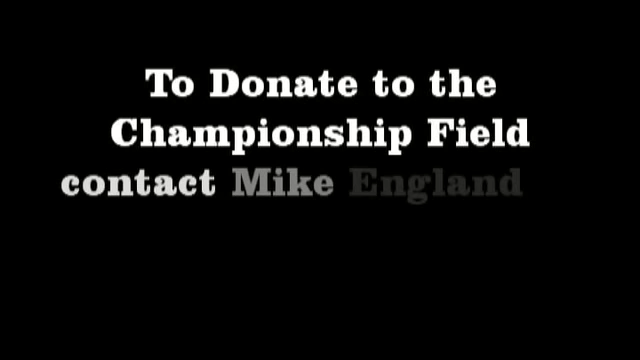 To Donate to the
Championship Field
contact Mike England